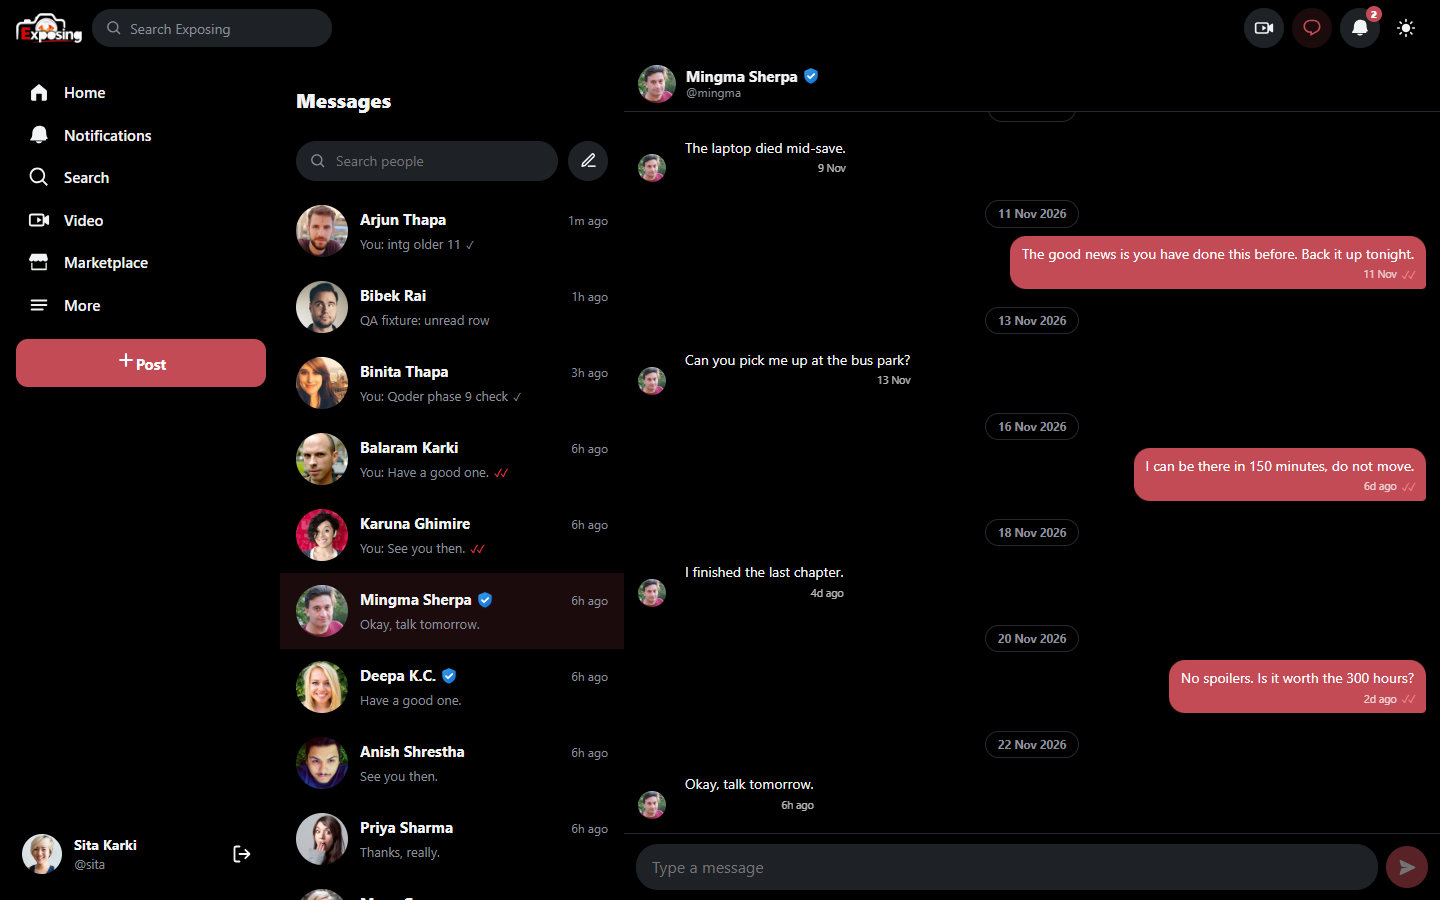 Exposing
Search Exposing
2
Home
Notifications
Search
Video
Marketplace
More
Post
Sita Karki
@sita
Messages
Search people
Arjun Thapa
1m ago
You: intg older 11
Bibek Rai
1h ago
QA fixture: unread row
Binita Thapa
3h ago
You: Qoder phase 9 check
Balaram Karki
6h ago
You: Have a good one.
Karuna Ghimire
6h ago
You: See you then.
Mingma Sherpa
6h ago
Okay, talk tomorrow.
Deepa K.C.
6h ago
Have a good one.
Anish Shrestha
6h ago
See you then.
Priya Sharma
6h ago
Thanks, really.
Mingma Sherpa
@mingma
The laptop died mid-save.
9 Nov
11 Nov 2026
The good news is you have done this before. Back it up tonight.
11 Nov
13 Nov 2026
Can you pick me up at the bus park?
13 Nov
16 Nov 2026
I can be there in 150 minutes, do not move.
6d ago
18 Nov 2026
I finished the last chapter.
4d ago
20 Nov 2026
No spoilers. Is it worth the 300 hours?
2d ago
22 Nov 2026
Okay, talk tomorrow.
6h ago
Type a message